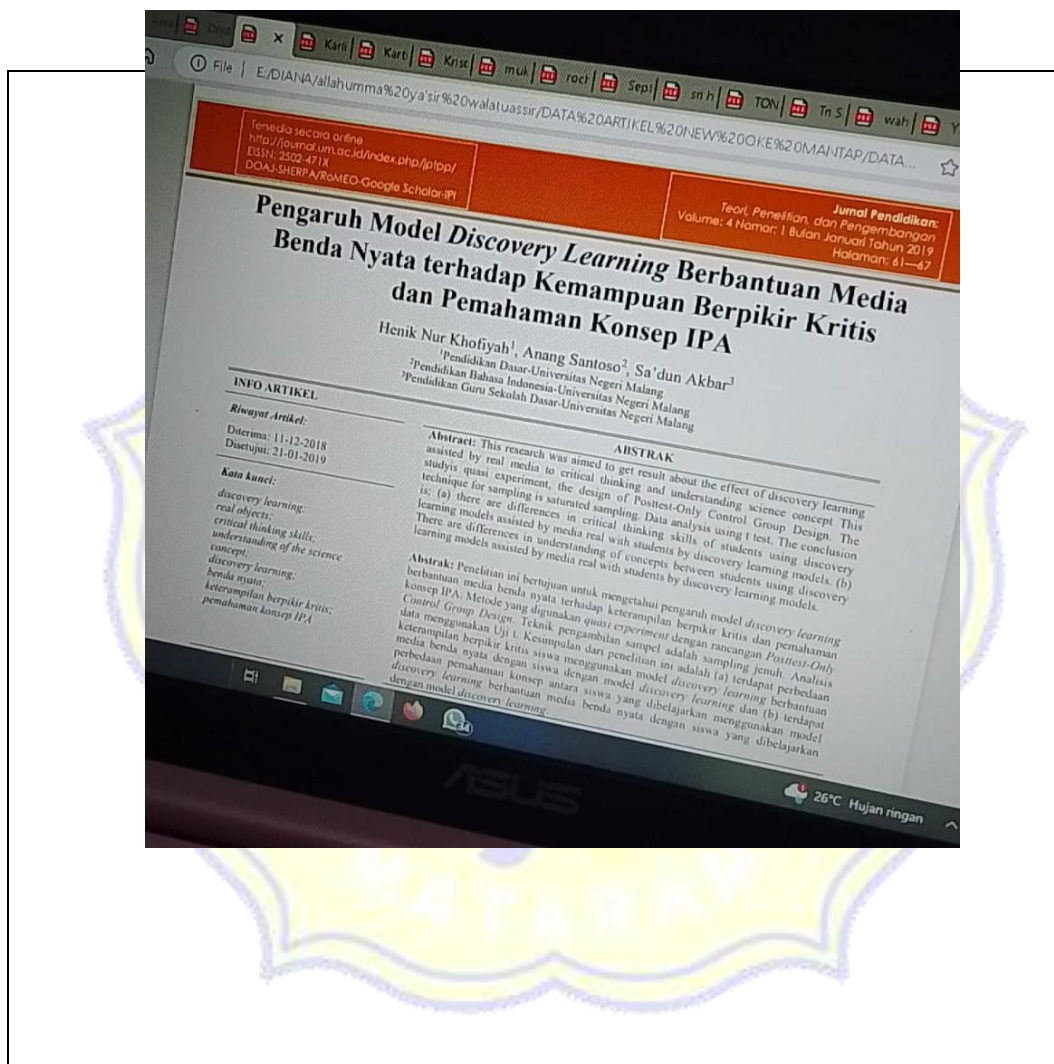 Karli
Karb
Krise
muk
Sept
sn h
TON
Tn S
wah
Y
File | E:/DIANA/allahumma%20ya'sir%20walatuassir/DATA%20ARTIKEL%20NEW%20OKE%20MANTAP/DATA...
Tersedia secara online
http://journal.um.ac.id/index.php/jptpp/
EISSN: 2502-471X
DOAJ-SHERPA/RoMEO-Google Scholar-IPI
Jurnal Pendidikan:
Teori, Penelitian, dan Pengembangan
Volume: 4 Nomor: 1 Bulan Januari Tahun 2019
Halaman: 61—67
Pengaruh Model Discovery Learning Berbantuan Media
Benda Nyata terhadap Kemampuan Berpikir Kritis
dan Pemahaman Konsep IPA
Henik Nur Khofiyah1, Anang Santoso2, Sa'dun Akbar3
1Pendidikan Dasar-Universitas Negeri Malang
2Pendidikan Bahasa Indonesia-Universitas Negeri Malang
3Pendidikan Guru Sekolah Dasar-Universitas Negeri Malang
INFO ARTIKEL
Riwayat Artikel:
Diterima: 11-12-2018
Disetujui: 21-01-2019
Kata kunci:
discovery learning;
real objects;
critical thinking skills;
understanding of the science
concept;
discovery learning;
benda nyata;
keterampilan berpikir kritis;
pemahaman konsep IPA
ABSTRAK
Abstract: This research was aimed to get result about the effect of discovery learning
assisted by real media to critical thinking and understanding science concept This
studyis quasi experiment, the design of Posttest-Only Control Group Design. The
technique for sampling is saturated sampling. Data analysis using t test. The conclusion
is; (a) there are differences in critical thinking skills of students using discovery
learning models assisted by media real with students by discovery learning models. (b)
There are differences in understanding of concepts between students using discovery
learning models assisted by media real with students by discovery learning models.
Abstrak: Penelitian ini bertujuan untuk mengetahui pengaruh model discovery learning
berbantuan media benda nyata terhadap keterampilan berpikir kritis dan pemahaman
konsep IPA. Metode yang digunakan quasi experiment dengan rancangan Posttest-Only
Control Group Design. Teknik pengambilan sampel adalah sampling jenuh. Analisis
data menggunakan Uji t. Kesimpulan dari penelitian ini adalah (a) terdapat perbedaan
keterampilan berpikir kritis siswa menggunakan model discovery learning berbantuan
media benda nyata dengan siswa dengan model discovery learning dan (b) terdapat
perbedaan pemahaman konsep antara siswa yang dibelajarkan menggunakan model
discovery learning berbantuan media benda nyata dengan siswa yang dibelajarkan
dengan model discovery learning.
34
26°C Hujan ringan
ASUS
MATARAM